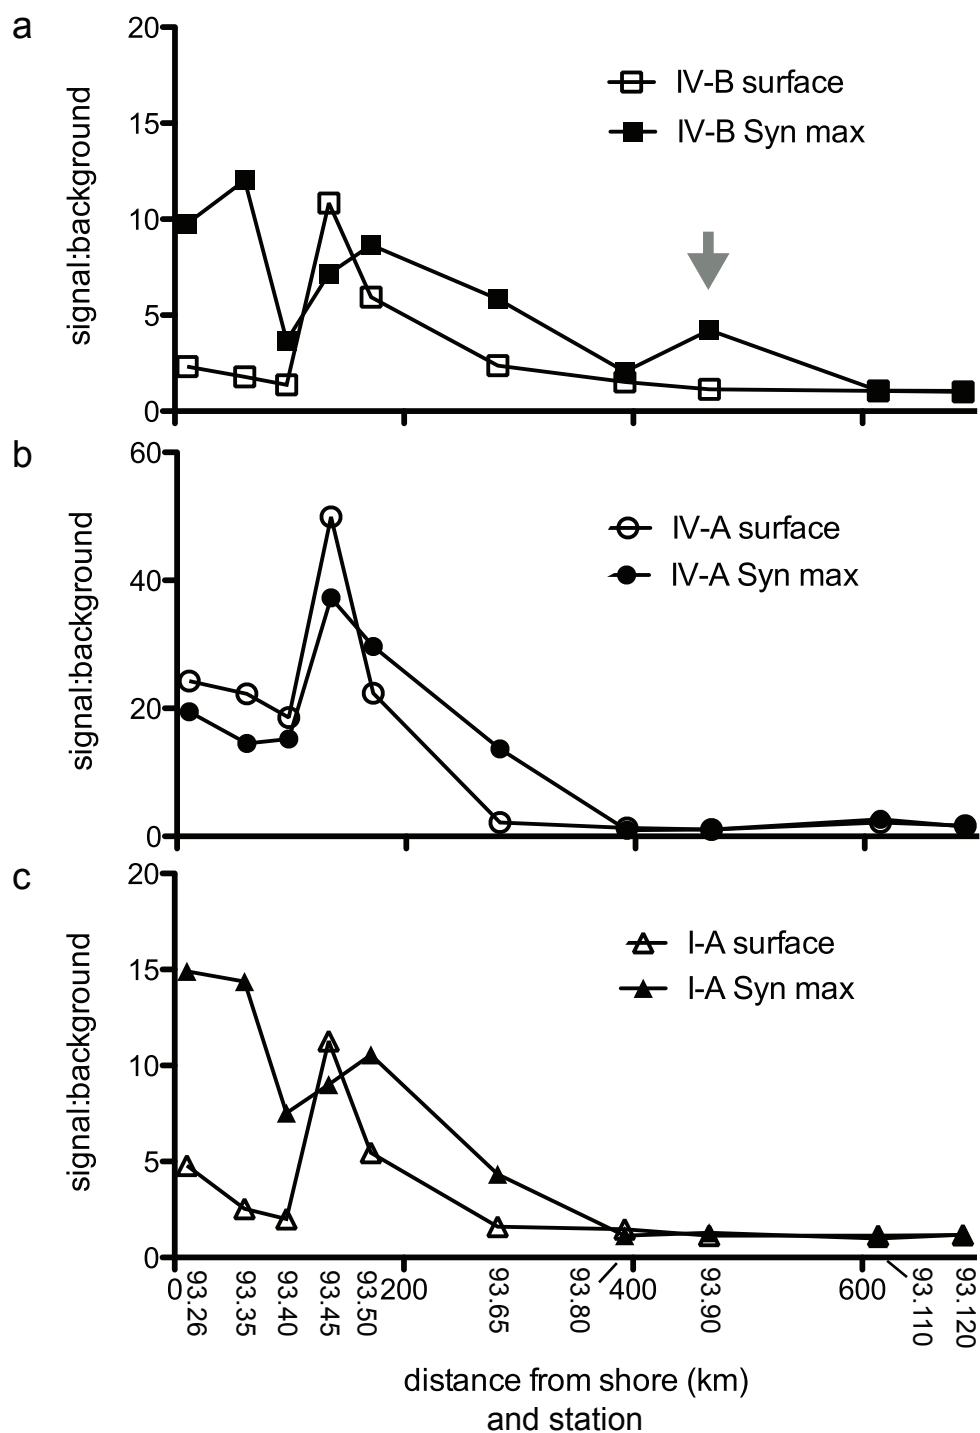 a
20
15
10
5
0
signal:background
IV-B surface
IV-B Syn max
b
60
40
20
0
signal:background
IV-A surface
IV-A Syn max
c
20
15
10
5
0
signal:background
I-A surface
I-A Syn max
0 200 400 600
93.26 93.35 93.40 93.45 93.50 93.65 93.80 93.90 93.110 93.120
distance from shore (km)
and station